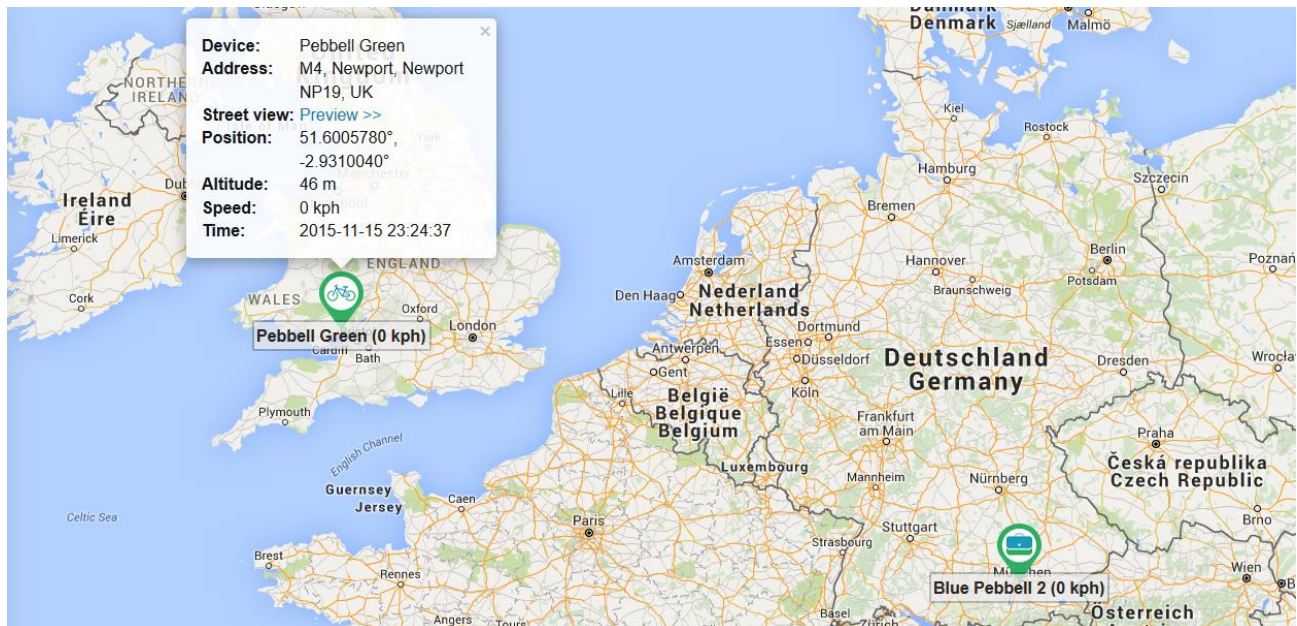 Danmark
Denmark
Sjælland
Malmö
×
Device: Pebbell Green
Address: M4, Newport, Newport
NP19, UK
Street view: Preview >>
Position: 51.6005780°,
-2.9310040°
Altitude: 46 m
Speed: 0 kph
Time: 2015-11-15 23:24:37
NORTHERN
IRELAND
Ireland
Éire
Limerick
Cork
Dub
York
Manchester
ENGLAND
WALES
Oxford
London
Pebbell Green (0 kph)
Cardiff
Bath
Plymouth
English Channel
Guernsey
Jersey
Celtic Sea
Brest
Rennes
Caen
Paris
Angers
Tours
Lille
Kiel
Rostock
Hamburg
Szczecin
Bremen
Amsterdam
Hannover
Berlin
Potsdam
Poznań
Braunschweig
Den Haag
Nederland
Netherlands
Dortmund
Essen
Düsseldorf
Antwerpen
Gent
Köln
Deutschland
Germany
Dresden
Wrocław
België
Belgique
Belgium
Frankfurt
am Main
Luxembourg
Mannheim
Nürnberg
Praha
Česká republika
Czech Republic
Brno
Stuttgart
Strasbourg
München
Blue Pebbell 2 (0 kph)
Wien
Basel
Zürich
Österreich